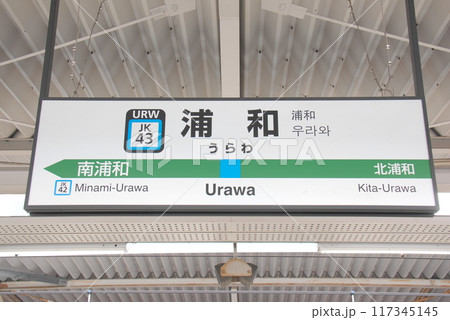 URW
JK
43
浦和
うらわ
浦和
우라와
南浦和
北浦和
JK
42
Minami-Urawa
Urawa
Kita-Urawa
117345145